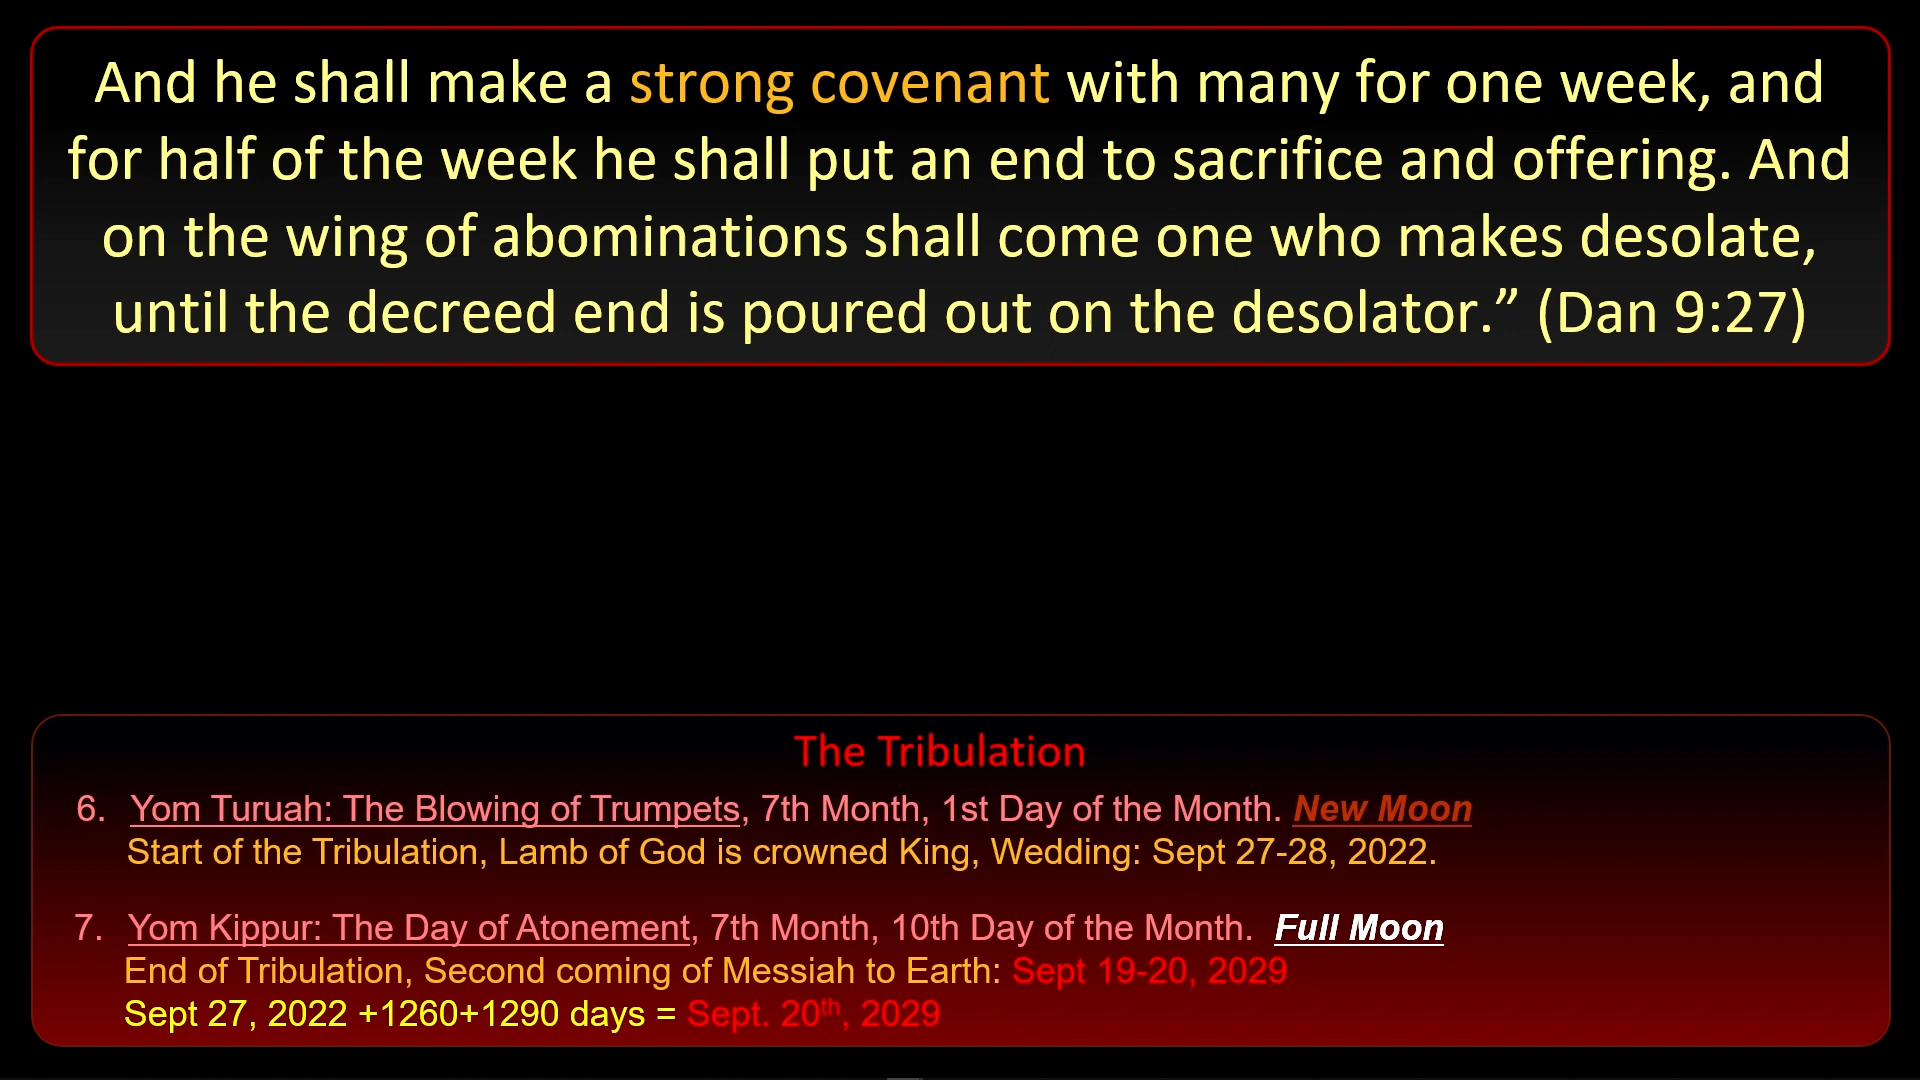 And he shall make a strong covenant with many for one week, and
for half of the week he shall put an end to sacrifice and offering. And
on the wing of abominations shall come one who makes desolate,
until the decreed end is poured out on the desolator.” (Dan 9:27)
The Tribulation
6. Yom Turuah: The Blowing of Trumpets, 7th Month, 1st Day of the Month. New Moon
Start of the Tribulation, Lamb of God is crowned King, Wedding: Sept 27-28, 2022.
7. Yom Kippur: The Day of Atonement, 7th Month, 10th Day of the Month. Full Moon
End of Tribulation, Second coming of Messiah to Earth: Sept 19-20, 2029
Sept 27, 2022 +1260+1290 days = Sept. 20th, 2029